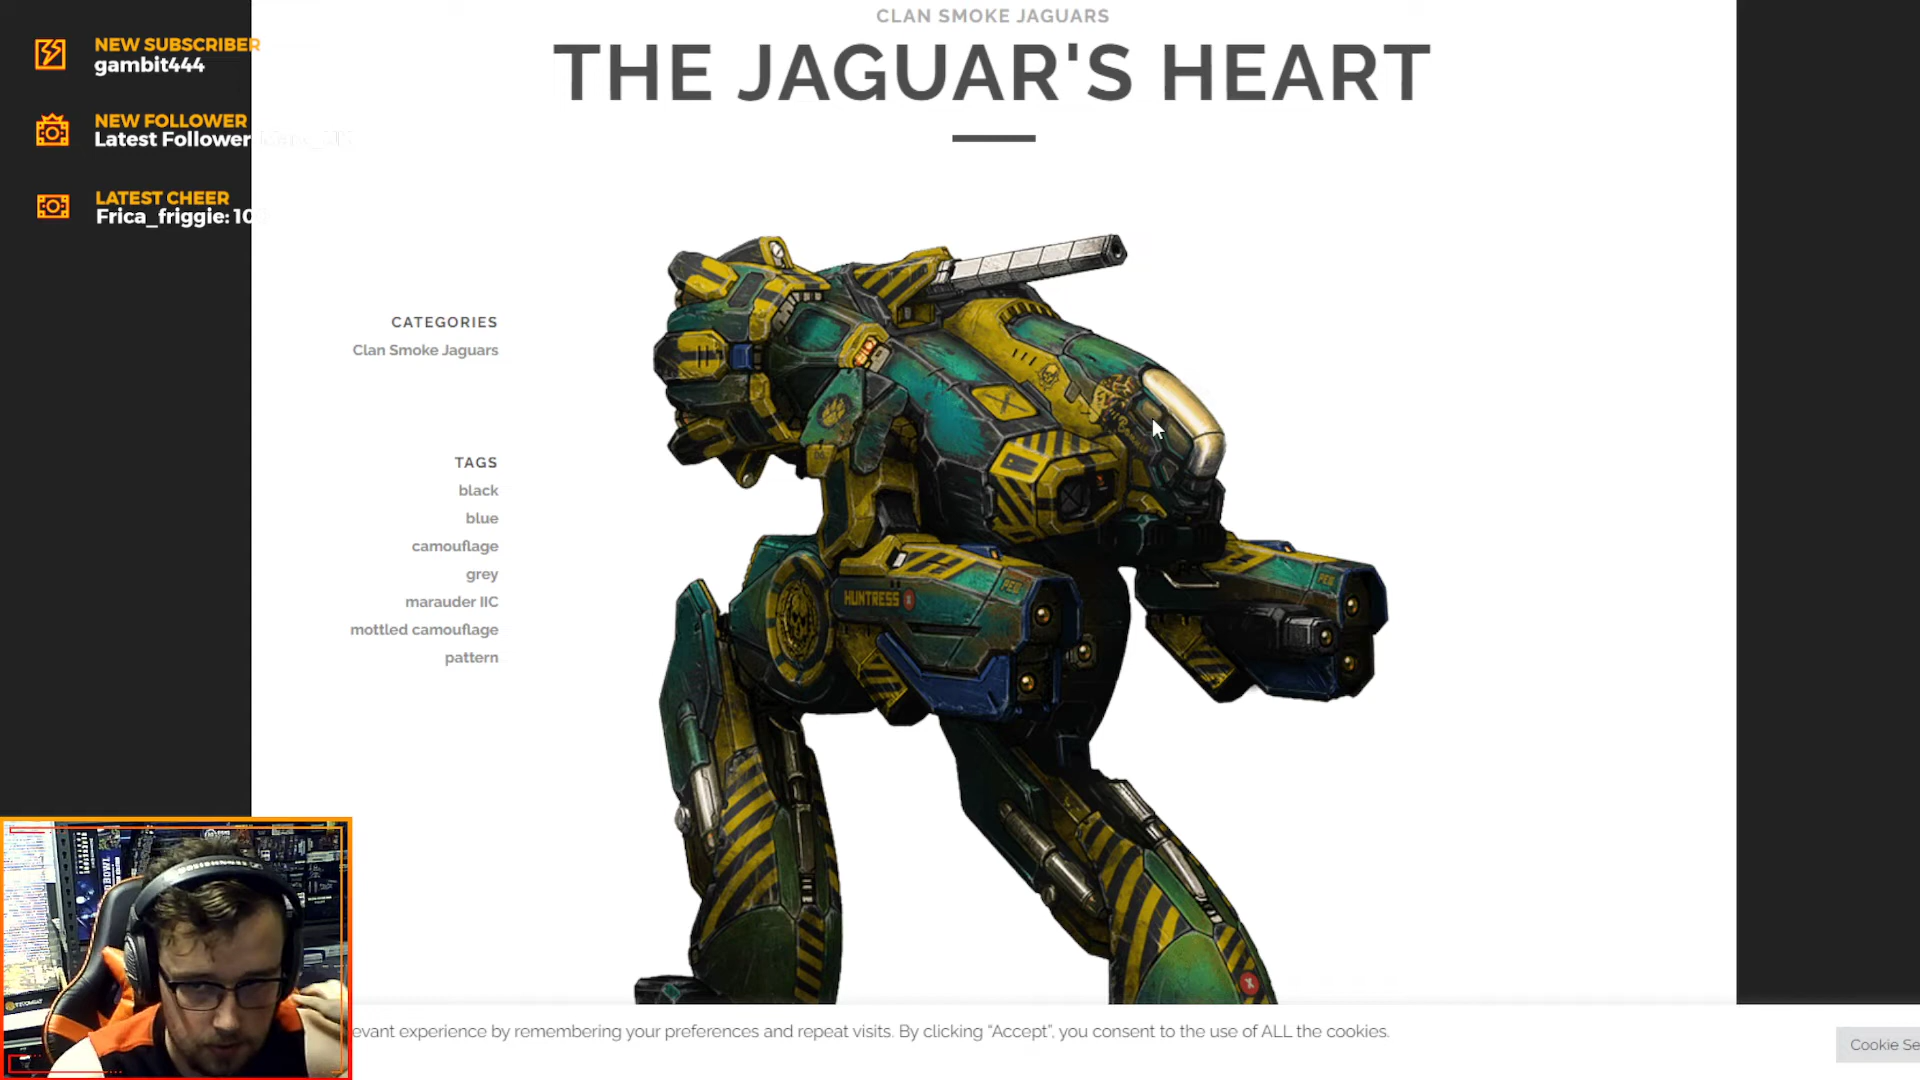 NEW SUBSCRIBER
gambit444
NEW FOLLOWER
Latest Follower
LATEST CHEER
Frica_friggie: 10
CLAN SMOKE JAGUARS
THE JAGUAR'S HEART
CATEGORIES
Clan Smoke Jaguars
TAGS
black
blue
camouflage
grey
marauder IIC
mottled camouflage
pattern
HUNTRESS
evant experience by remembering your preferences and repeat visits. By clicking “Accept”, you consent to the use of ALL the cookies.
Cookie Se